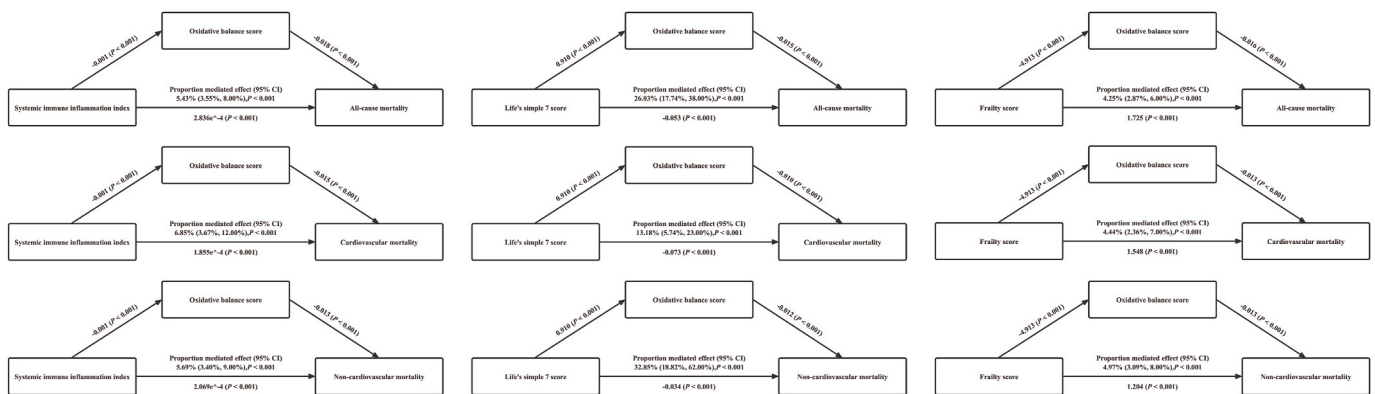 Oxidative balance score
-0.001 (P < 0.001)
-0.018 (P < 0.001)
Proportion mediated effect (95% CI)
5.43% (3.55%, 8.00%),P < 0.001
Systemic immune inflammation index
All-cause mortality
2.836e^-4 (P < 0.001)
Oxidative balance score
0.910 (P < 0.001)
-0.015 (P < 0.001)
Proportion mediated effect (95% CI)
26.03% (17.74%, 38.00%),P < 0.001
Life's simple 7 score
All-cause mortality
-0.053 (P < 0.001)
Oxidative balance score
-4.913 (P < 0.001)
-0.016 (P < 0.001)
Proportion mediated effect (95% CI)
4.25% (2.87%, 6.00%),P < 0.001
Frailty score
All-cause mortality
1.725 (P < 0.001)
Oxidative balance score
-0.001 (P < 0.001)
-0.015 (P < 0.001)
Proportion mediated effect (95% CI)
6.85% (3.67%, 12.00%),P < 0.001
Systemic immune inflammation index
Cardiovascular mortality
1.855e^-4 (P < 0.001)
Oxidative balance score
0.910 (P < 0.001)
-0.010 (P < 0.001)
Proportion mediated effect (95% CI)
13.18% (5.74%, 23.00%),P < 0.001
Life's simple 7 score
Cardiovascular mortality
-0.073 (P < 0.001)
Oxidative balance score
-4.913 (P < 0.001)
-0.013 (P < 0.001)
Proportion mediated effect (95% CI)
4.44% (2.36%, 7.00%),P < 0.001
Frailty score
Cardiovascular mortality
1.548 (P < 0.001)
Oxidative balance score
-0.001 (P < 0.001)
-0.013 (P < 0.001)
Proportion mediated effect (95% CI)
5.69% (3.40%, 9.00%),P < 0.001
Systemic immune inflammation index
Non-cardiovascular mortality
2.069e^-4 (P < 0.001)
Oxidative balance score
0.910 (P < 0.001)
-0.012 (P < 0.001)
Proportion mediated effect (95% CI)
32.85% (18.82%, 62.00%),P < 0.001
Life's simple 7 score
Non-cardiovascular mortality
-0.034 (P < 0.001)
Oxidative balance score
-4.913 (P < 0.001)
-0.013 (P < 0.001)
Proportion mediated effect (95% CI)
4.97% (3.09%, 8.00%),P < 0.001
Frailty score
Non-cardiovascular mortality
1.204 (P < 0.001)